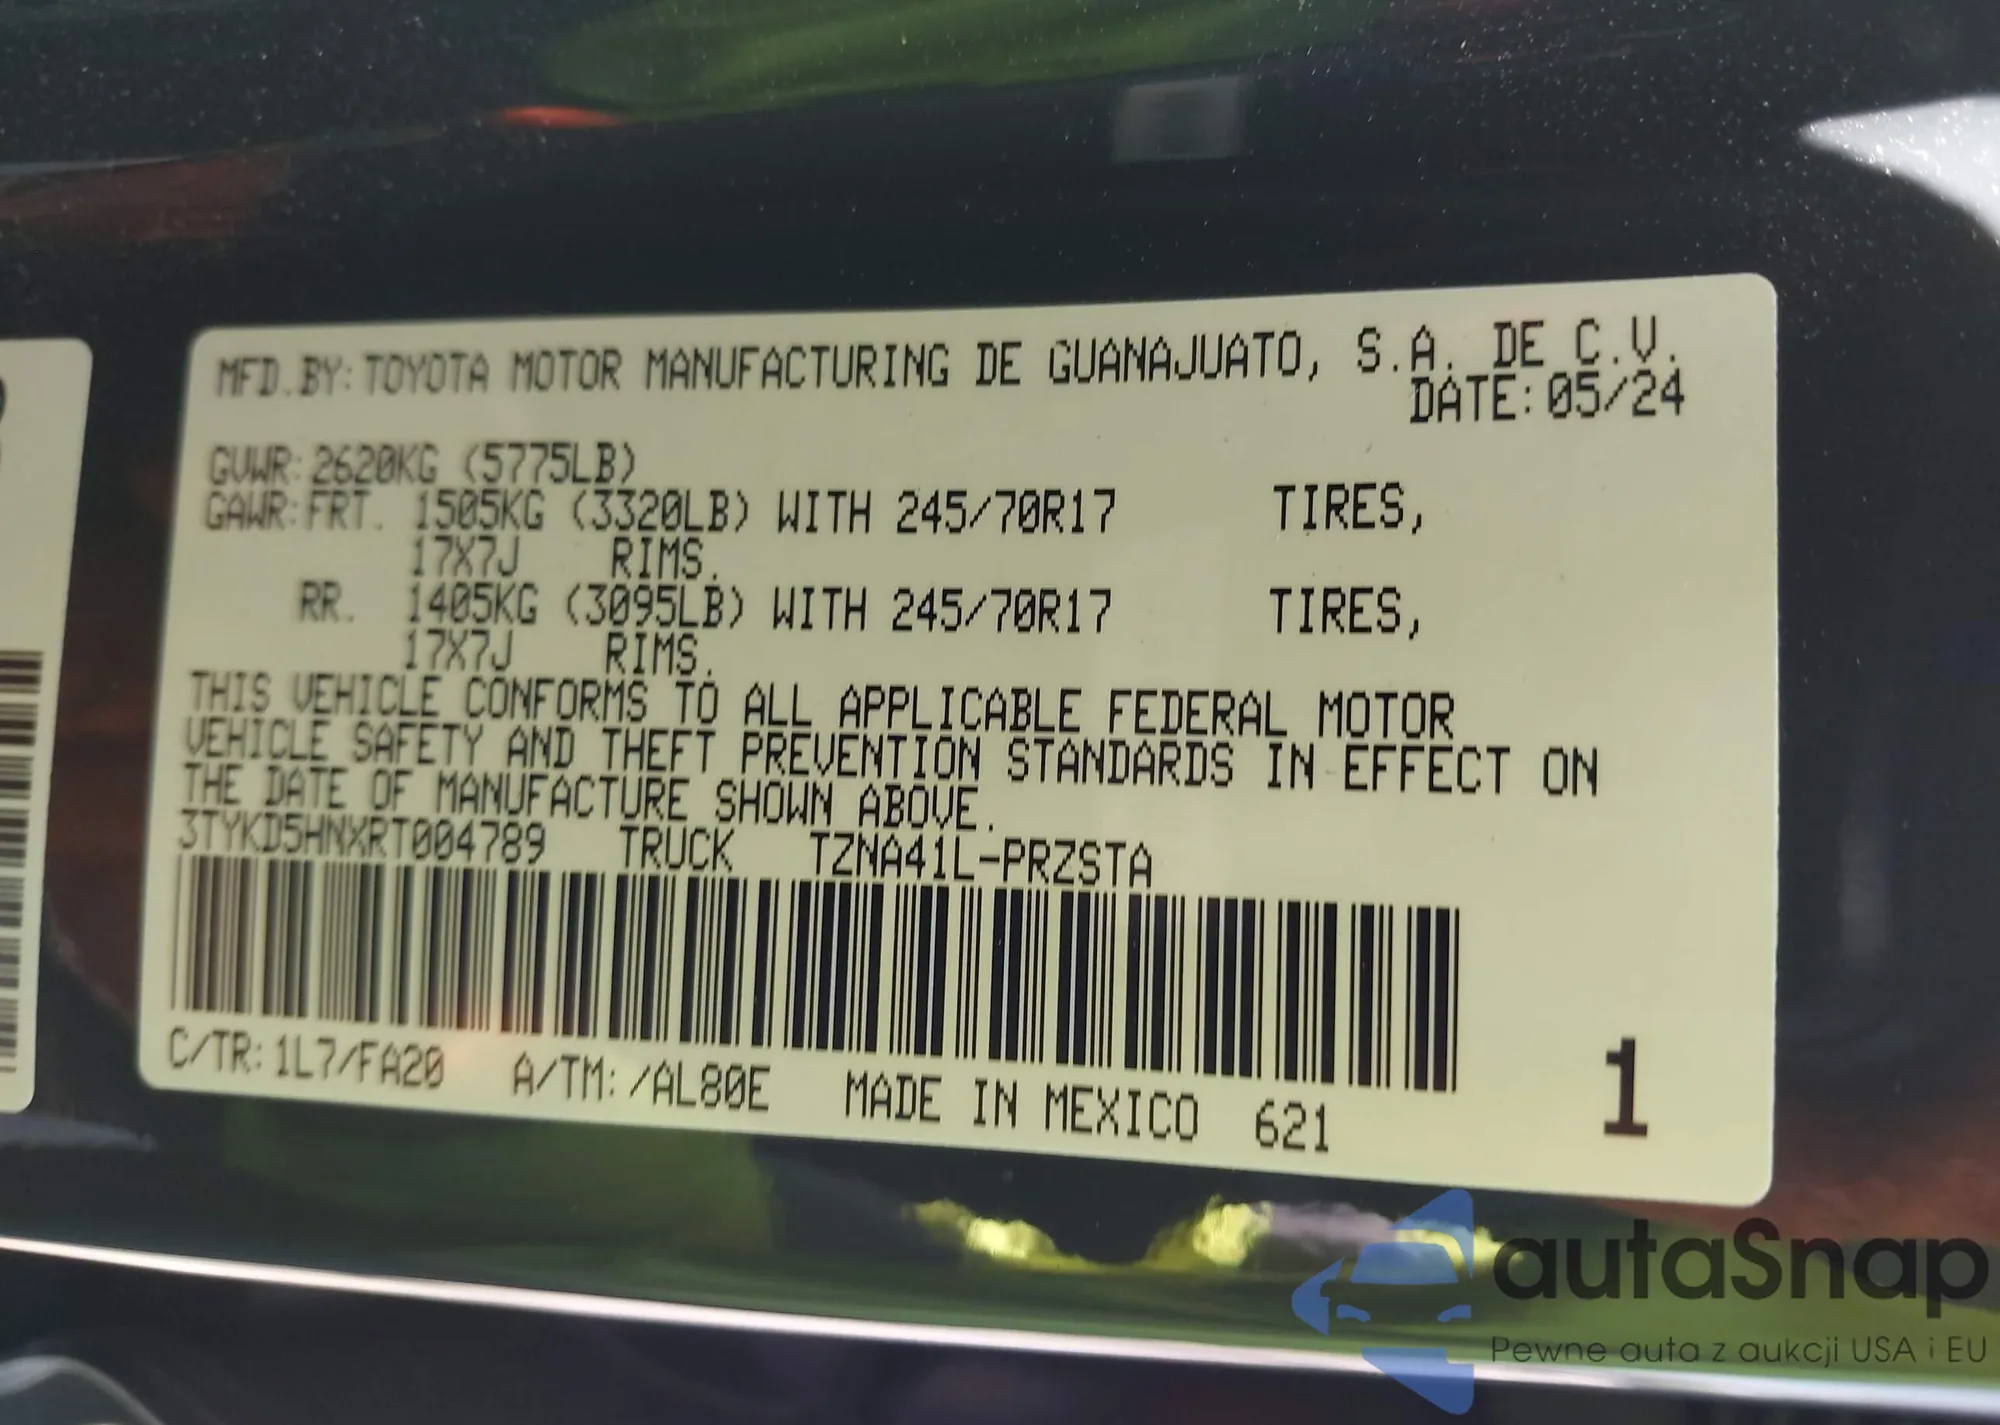 MFD.BY:TOYOTA MOTOR MANUFACTURING DE GUANAJUATO, S.A. DE C.V.
DATE:05/24
GVWR:2620KG (5775LB)
GAWR:FRT. 1505KG (3320LB) WITH 245/70R17 TIRES,
17X7J RIMS.
RR. 1405KG (3095LB) WITH 245/70R17 TIRES,
17X7J RIMS.
THIS VEHICLE CONFORMS TO ALL APPLICABLE FEDERAL MOTOR
VEHICLE SAFETY AND THEFT PREVENTION STANDARDS IN EFFECT ON
THE DATE OF MANUFACTURE SHOWN ABOVE.
3TYKD5HNXRT004789 TRUCK TZNA41L-PRZSTA
C/TR:1L7/FA20 A/TM:/AL80E MADE IN MEXICO 621
1
autaSnap
Pewne auta z aukcji USA i EU